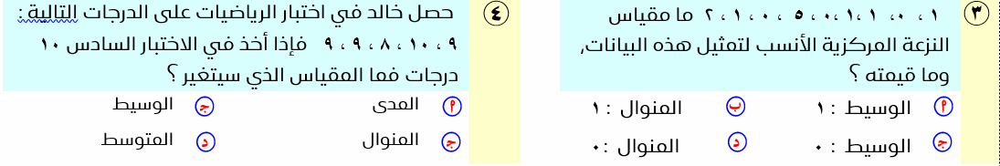 ٣
١ ، ٠، ١ ،١ ،٠، ٥ ، ٠ ، ١ ، ٢ ما مقياس
النزعة المركزية الأنسب لتمثيل هذه البيانات،
وما قيمته ؟
أ الوسيط : ١ ب المنوال : ١
ج الوسيط : ٠ د المنوال :٠
٤
حصل خالد في اختبار الرياضيات على الدرجات التالية :
٩ ، ١٠ ، ٨ ، ٩ ، ٩ فإذا أخذ في الاختبار السادس ١٠
درجات فما المقياس الذي سيتغير ؟
أ المدى ج الوسيط
ج المنوال د المتوسط